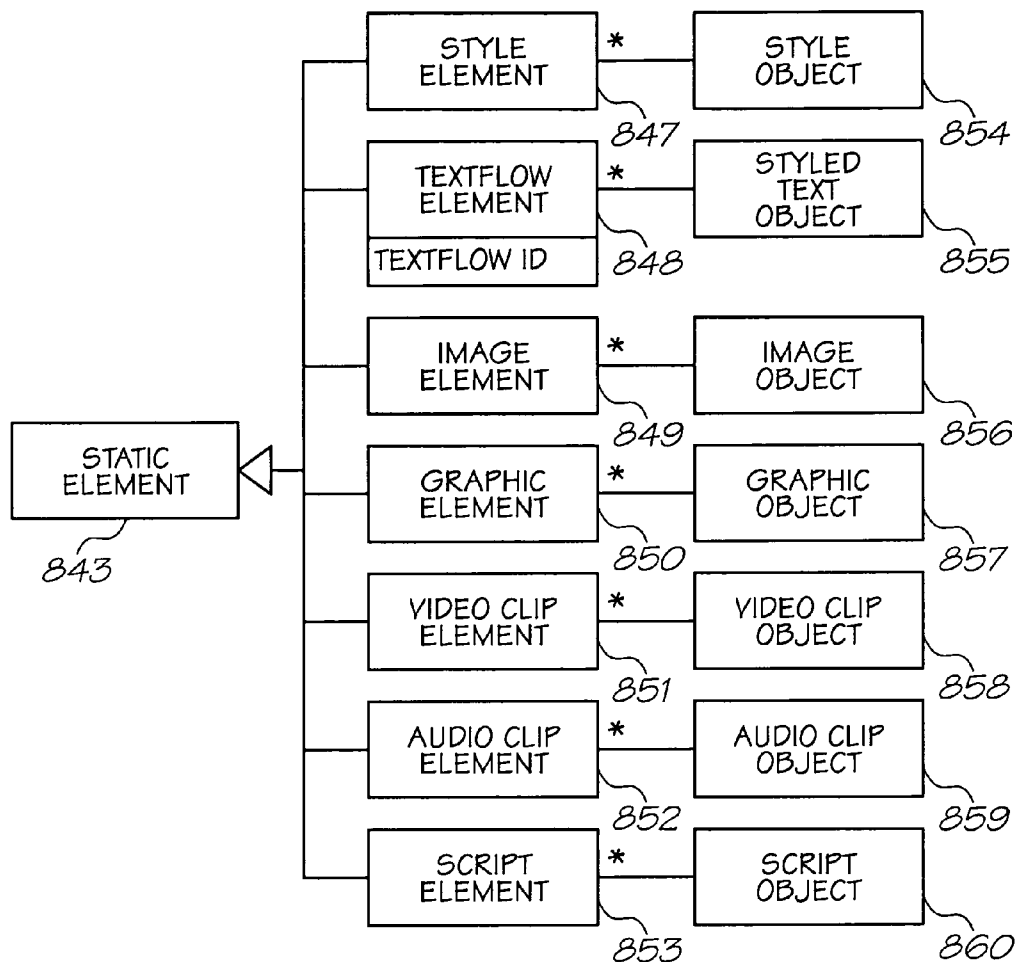 STYLE
ELEMENT
*
STYLE
OBJECT
847
854
TEXTFLOW
ELEMENT
*
STYLED
TEXT
OBJECT
TEXTFLOW ID
848
855
IMAGE
ELEMENT
*
IMAGE
OBJECT
849
856
STATIC
ELEMENT
843
GRAPHIC
ELEMENT
*
GRAPHIC
OBJECT
850
857
VIDEO CLIP
ELEMENT
*
VIDEO CLIP
OBJECT
851
858
AUDIO CLIP
ELEMENT
*
AUDIO CLIP
OBJECT
852
859
SCRIPT
ELEMENT
*
SCRIPT
OBJECT
853
860